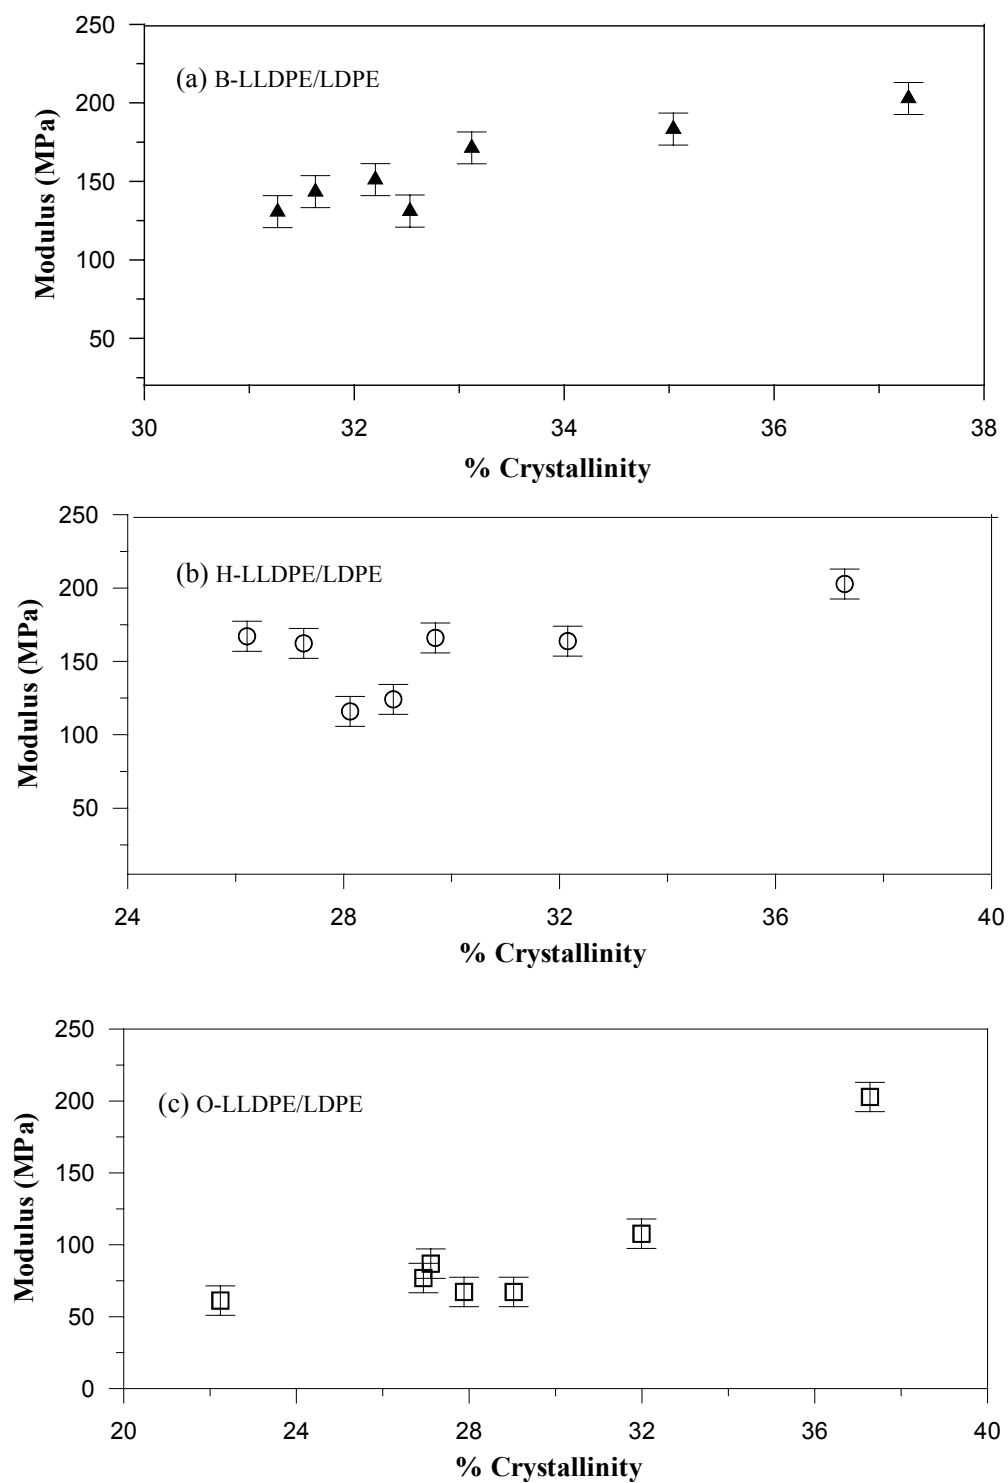 250
200
150
100
50
Modulus (MPa)
(a) B-LLDPE/LDPE
30 32 34 36 38
% Crystallinity
250
200
150
100
50
Modulus (MPa)
(b) H-LLDPE/LDPE
24 28 32 36 40
% Crystallinity
250
200
150
100
50
0
Modulus (MPa)
(c) O-LLDPE/LDPE
20 24 28 32 36 40
% Crystallinity